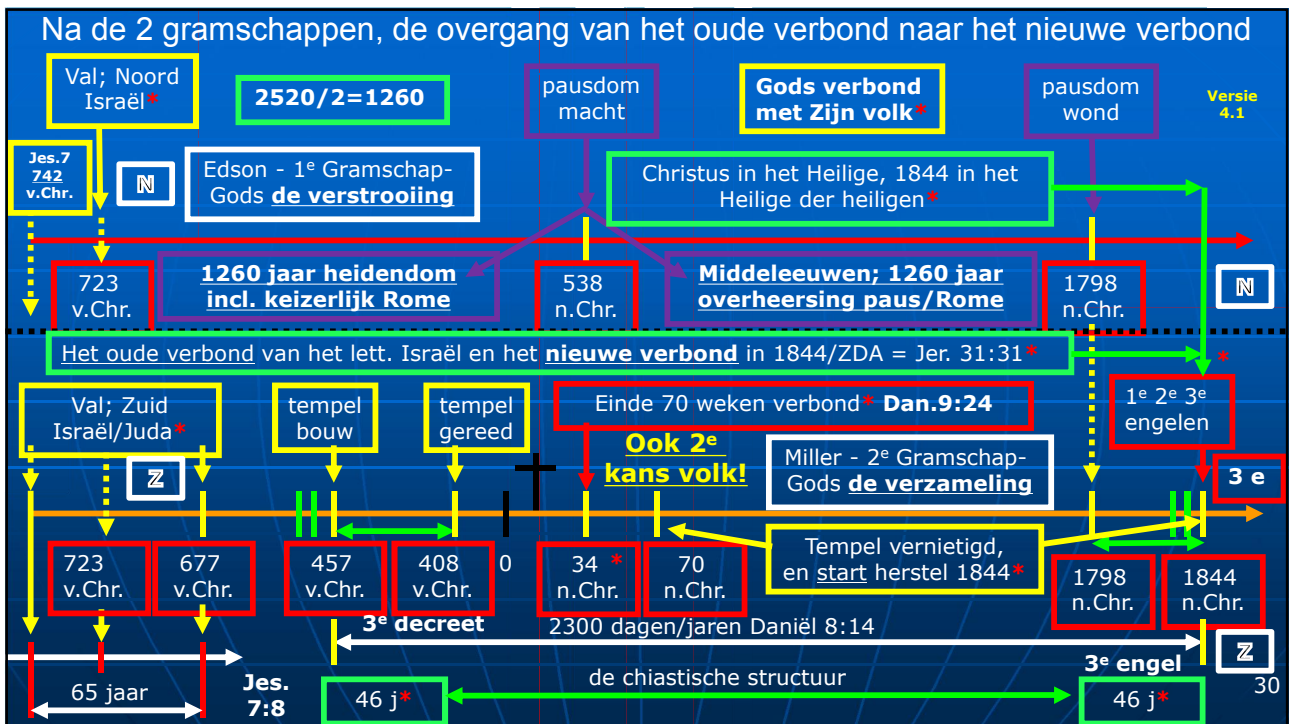 Na de 2 gramschappen, de overgang van het oude verbond naar het nieuwe verbond
Val; Noord
Israël*
2520/2=1260
pausdom
macht
Gods verbond
met Zijn volk*
pausdom
wond
Versie
4.1
Jes.7
742
v.Chr.
N
Edson - 1e Gramschap-
Gods de verstrooiing
Christus in het Heilige, 1844 in het
Heilige der heiligen*
723
v.Chr.
1260 jaar heidendom
incl. keizerlijk Rome
538
n.Chr.
Middeleeuwen; 1260 jaar
overheersing paus/Rome
1798
n.Chr.
N
Het oude verbond van het lett. Israël en het nieuwe verbond in 1844/ZDA = Jer. 31:31*
*
Val; Zuid
Israël/Juda*
tempel
bouw
tempel
gereed
Einde 70 weken verbond* Dan.9:24
1e 2e 3e
engelen
Z
Ook 2e
kans volk!
Miller - 2e Gramschap-
Gods de verzameling
3 e
723
v.Chr.
677
v.Chr.
457
v.Chr.
408
v.Chr.
0
34 *
n.Chr.
70
n.Chr.
Tempel vernietigd,
en start herstel 1844*
1798
n.Chr.
1844
n.Chr.
3e decreet
2300 dagen/jaren Daniël 8:14
Z
65 jaar
Jes.
7:8
46 j*
de chiastische structuur
3e engel
46 j*
30